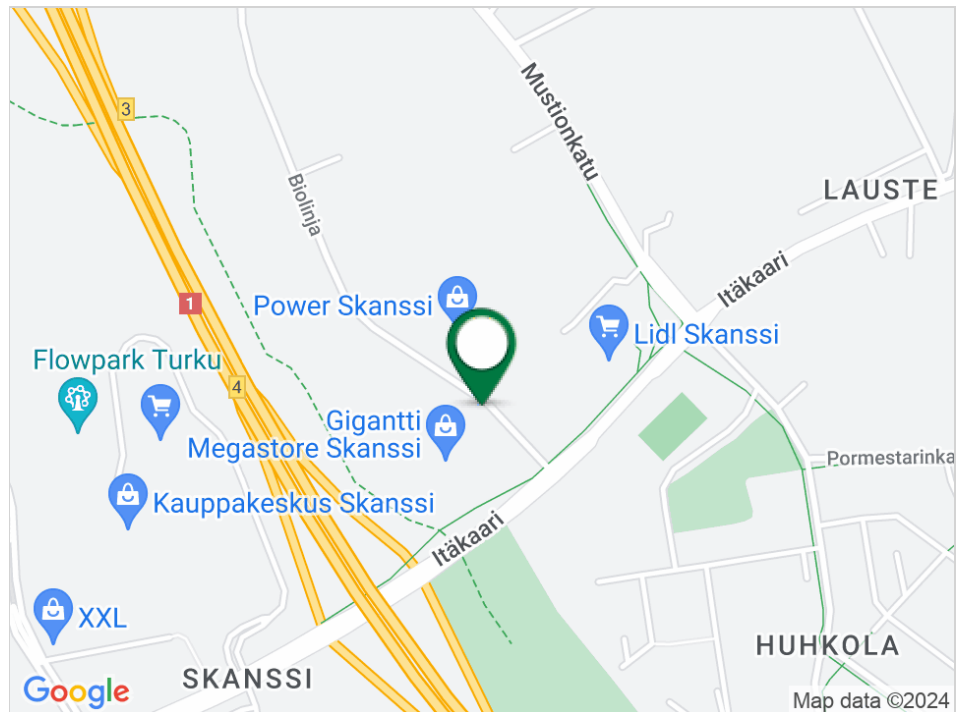 3
Mustionkatu
LAUSTE
Biolinja
Itäkaari
1
Power Skanssi
Lidl Skanssi
Flowpark Turku
4
Gigantti
Megastore Skanssi
Pormestarinka
Kauppakeskus Skanssi
Itäkaari
XXL
HUHKOLA
SKANSSI
Google
Map data ©2024